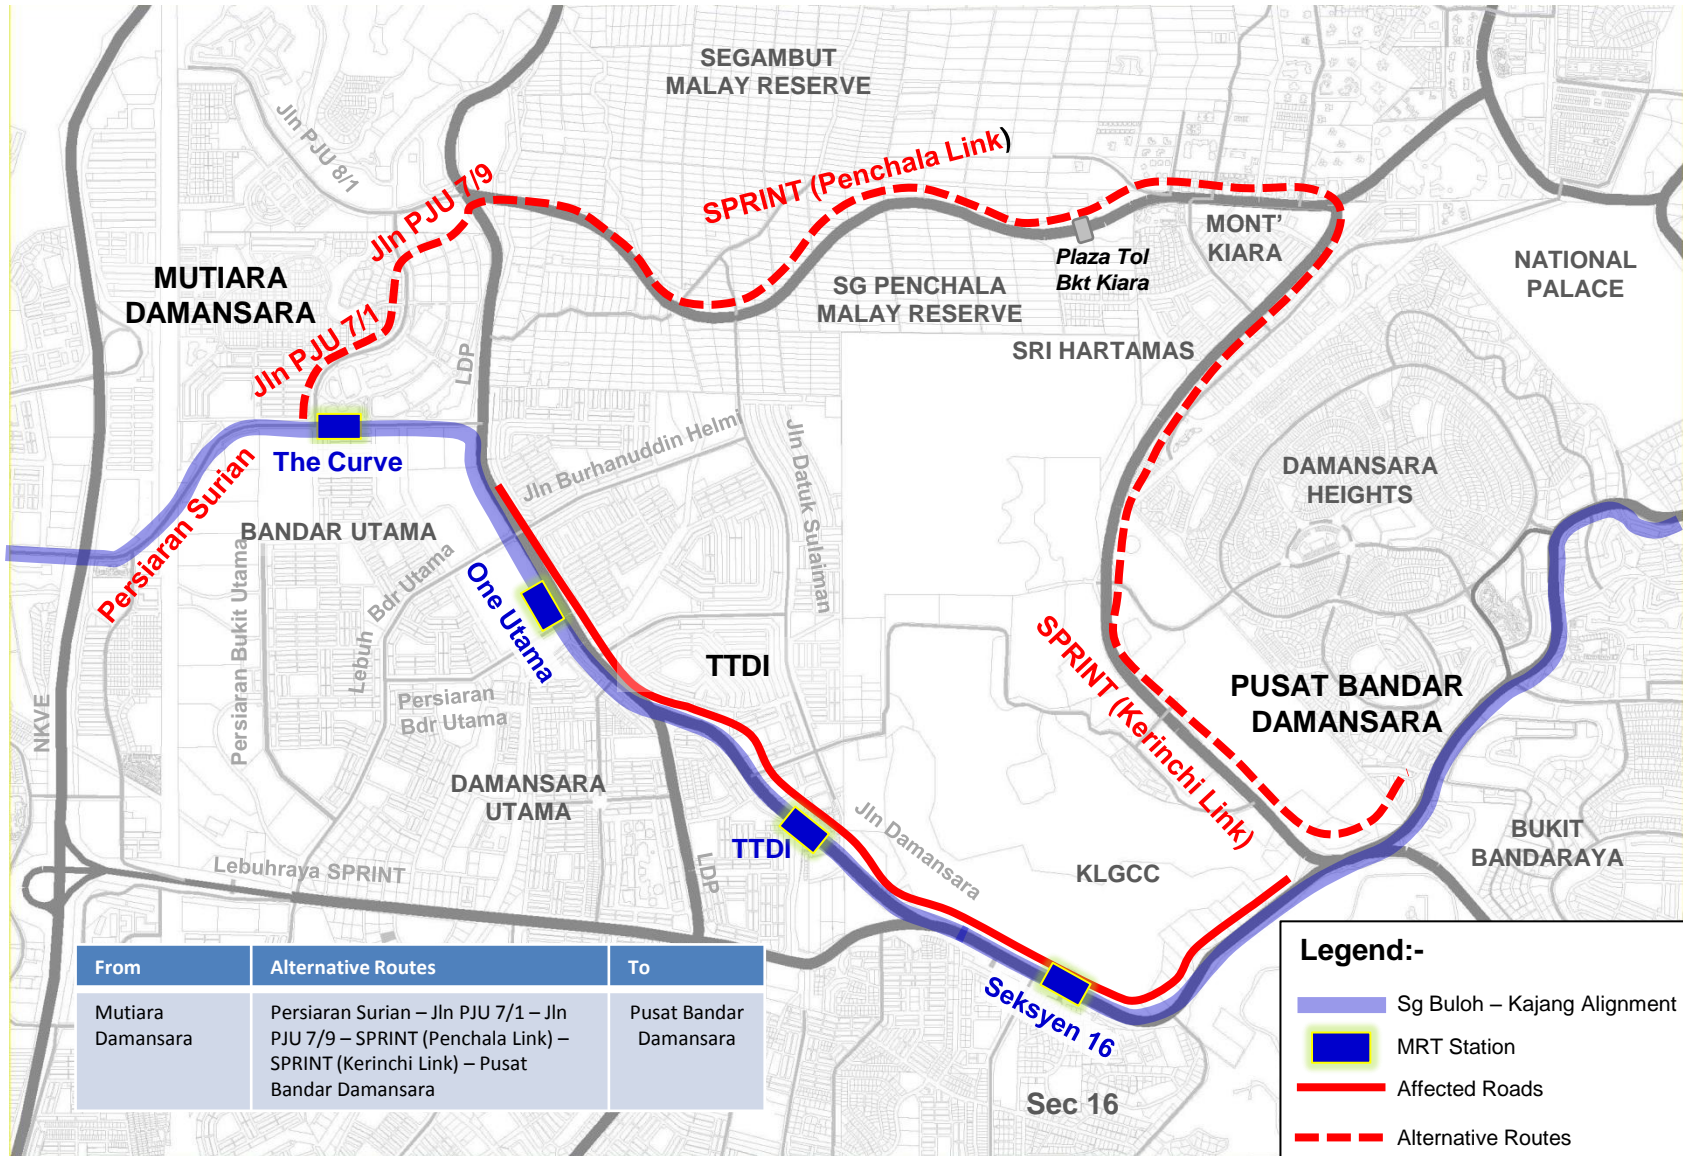 SEGAMBUT
MALAY RESERVE
Jln PJU 8/1
Jln PJU 7/9
SPRINT (Penchala Link)
MONT'
KIARA
Plaza Tol
Bkt Kiara
NATIONAL
PALACE
MUTIARA
DAMANSARA
SG PENCHALA
MALAY RESERVE
Jln PJU 7/1
LDP
SRI HARTAMAS
The Curve
Persiaran Surian
BANDAR UTAMA
Jln Burhanuddin Helmi
Jln Datuk Sulaiman
DAMANSARA
HEIGHTS
Persiaran Bukit Utama
Lebuh Bdr Utama
One Utama
TTDI
SPRINT (Kerinchi Link)
PUSAT BANDAR
DAMANSARA
NKVE
Persiaran
Bdr Utama
DAMANSARA
UTAMA
TTDI
LDP
Jln Damansara
KLGCC
BUKIT
BANDARAYA
Lebuhraya SPRINT
Seksyen 16
Sec 16
From Alternative Routes To
Mutiara
Damansara
Persiaran Surian – Jln PJU 7/1 – Jln
PJU 7/9 – SPRINT (Penchala Link) –
SPRINT (Kerinchi Link) – Pusat
Bandar Damansara
Pusat Bandar
Damansara
Legend:-
Sg Buloh – Kajang Alignment
MRT Station
Affected Roads
Alternative Routes